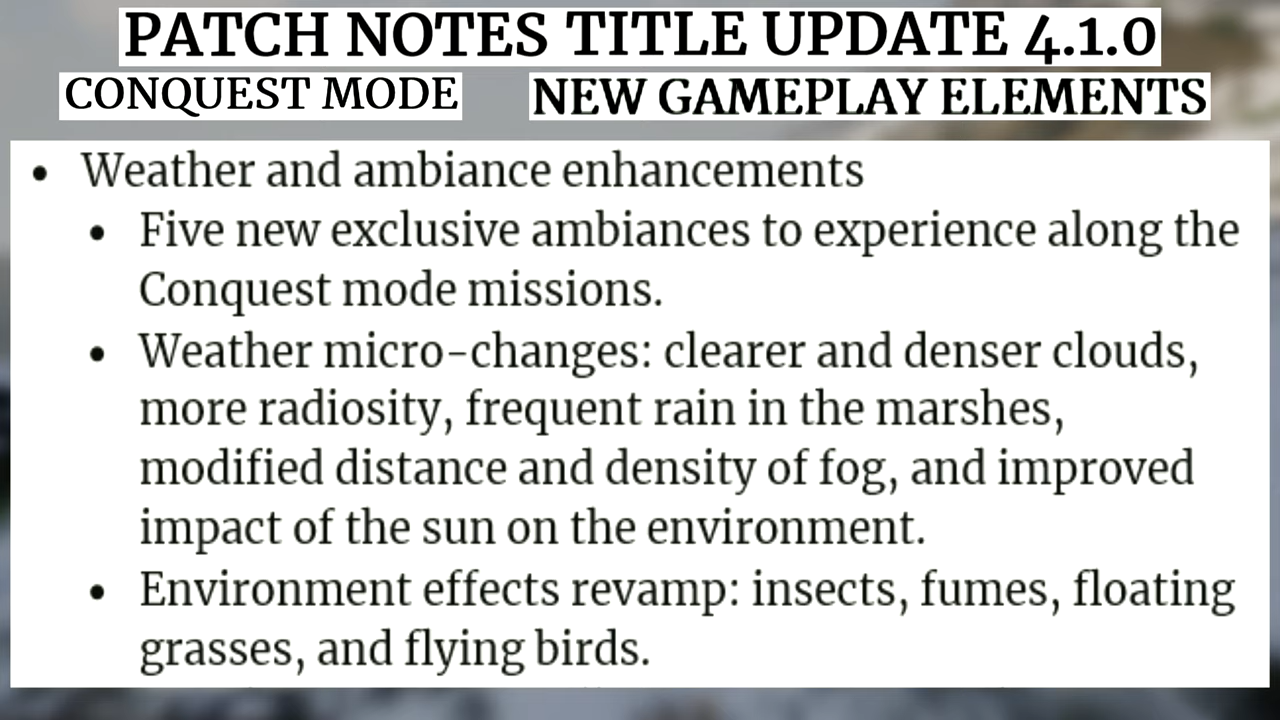 PATCH NOTES TITLE UPDATE 4.1.0
CONQUEST MODE NEW GAMEPLAY ELEMENTS
• Weather and ambiance enhancements
• Five new exclusive ambiances to experience along the
Conquest mode missions.
• Weather micro-changes: clearer and denser clouds,
more radiosity, frequent rain in the marshes,
modified distance and density of fog, and improved
impact of the sun on the environment.
• Environment effects revamp: insects, fumes, floating
grasses, and flying birds.